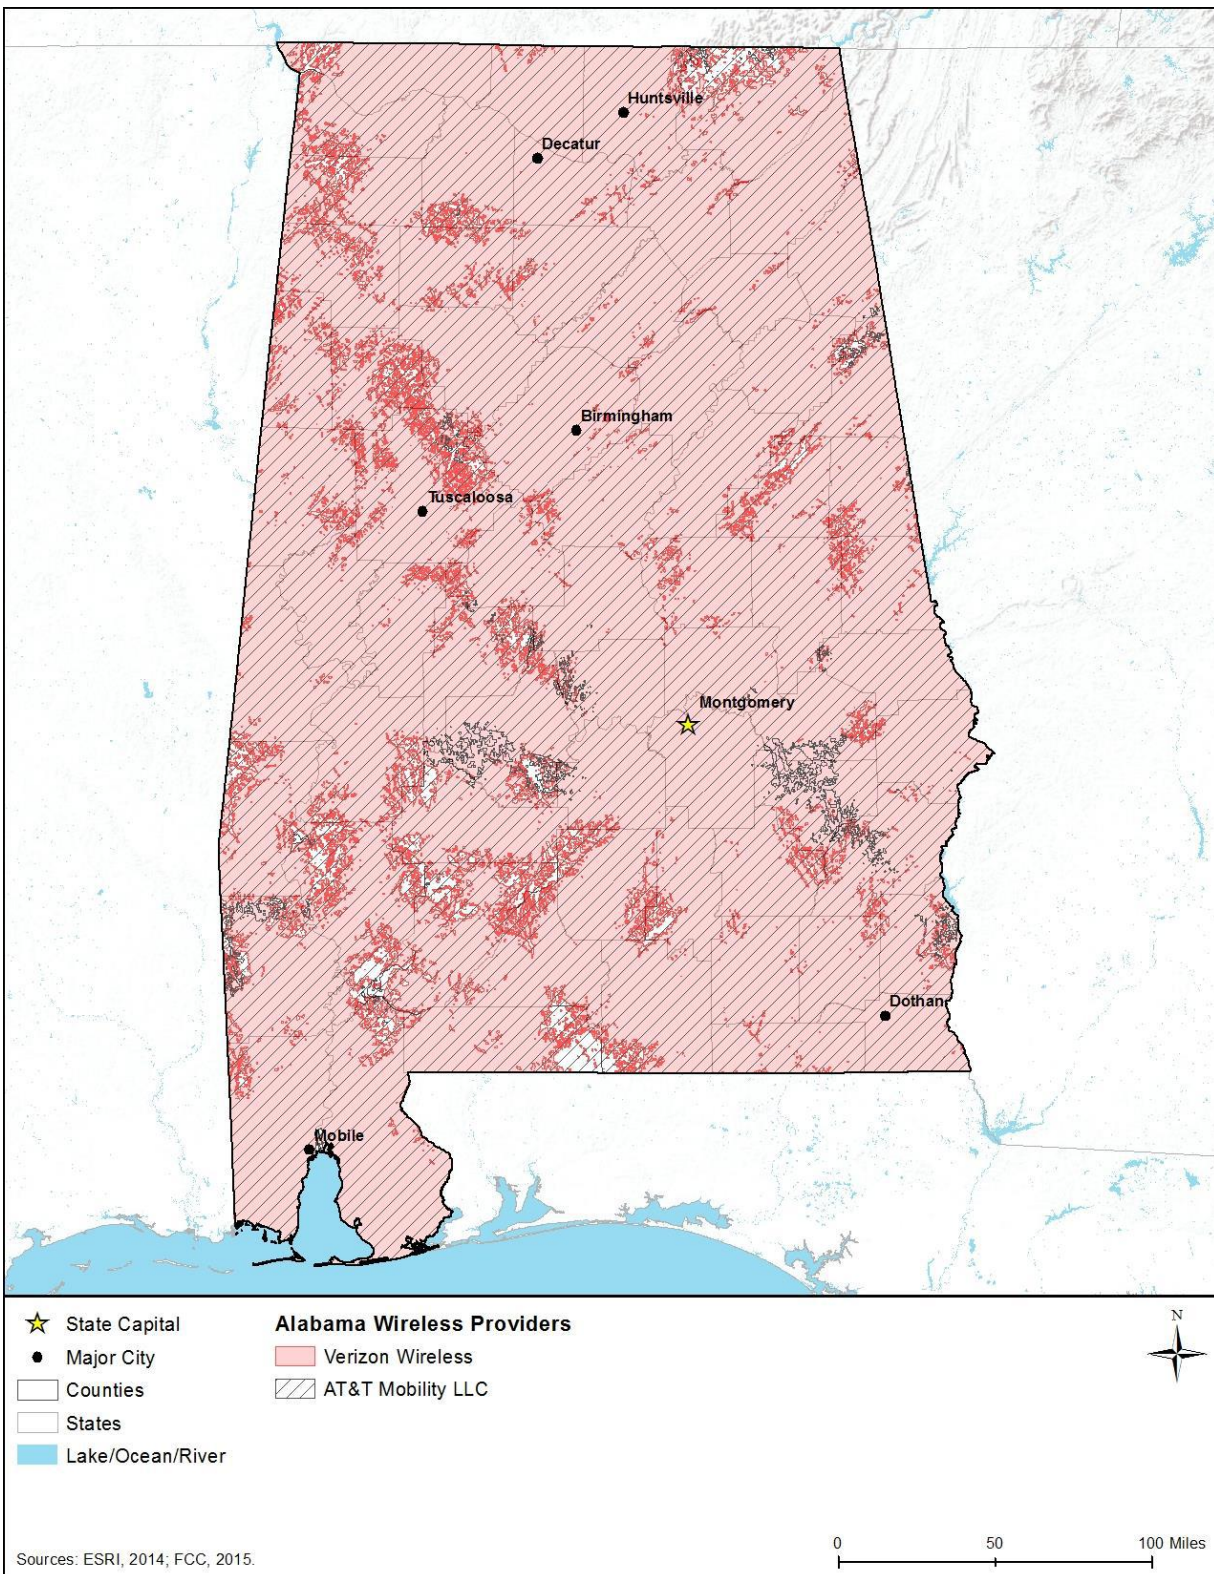 Huntsville
Decatur
Birmingham
Tuscaloosa
Montgomery
Dothan
Mobile
State Capital
Major City
Counties
States
Lake/Ocean/River
Alabama Wireless Providers
Verizon Wireless
AT&T Mobility LLC
N
Sources: ESRI, 2014; FCC, 2015.
0 50 100 Miles